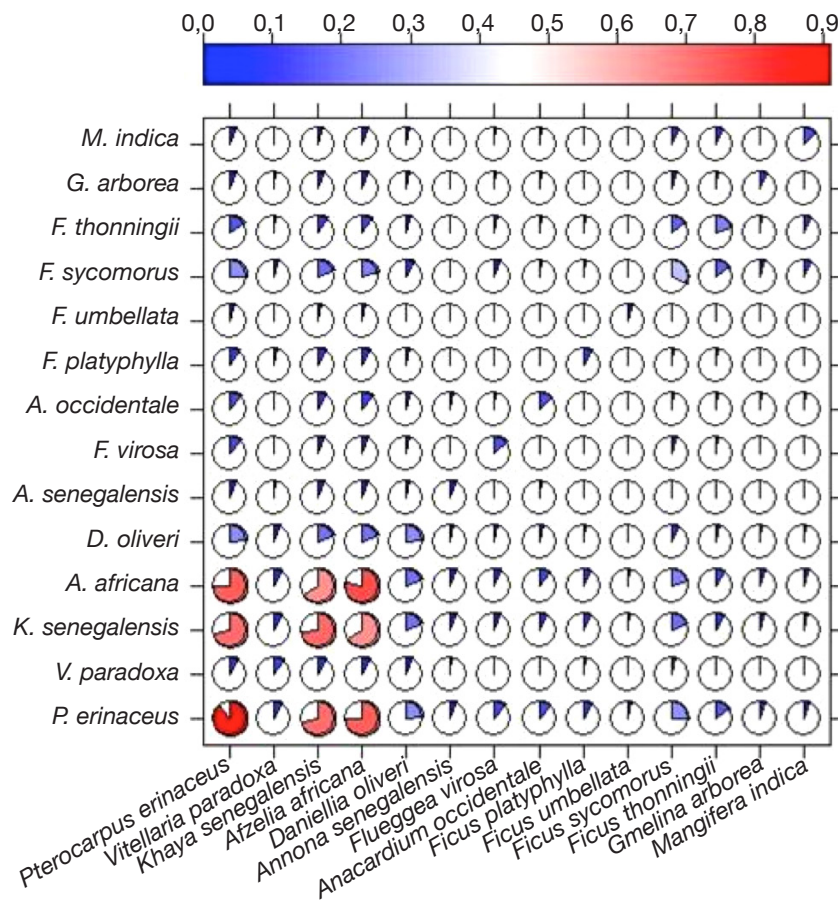 0,0 0,1 0,2 0,3 0,4 0,5 0,6 0,7 0,8 0,9
M. indica
G. arborea
F. thonningii
F. sycomorus
F. umbellata
F. platyphylla
A. occidentale
F. virosa
A. senegalensis
D. oliveri
A. africana
K. senegalensis
V. paradoxa
P. erinaceus
Pterocarpus erinaceus
Vitellaria paradoxa
Khaya senegalensis
Afzelia africana
Daniellia oliveri
Annona senegalensis
Flueggea virosa
Anacardium occidentale
Ficus platyphylla
Ficus umbellata
Ficus sycomorus
Ficus thonningii
Gmelina arborea
Mangifera indica